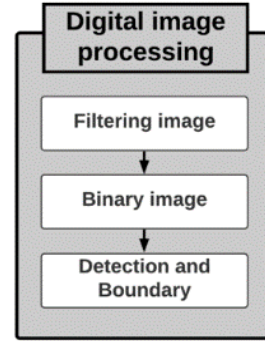 Digital image
processing
Filtering image
Binary image
Detection and
Boundary